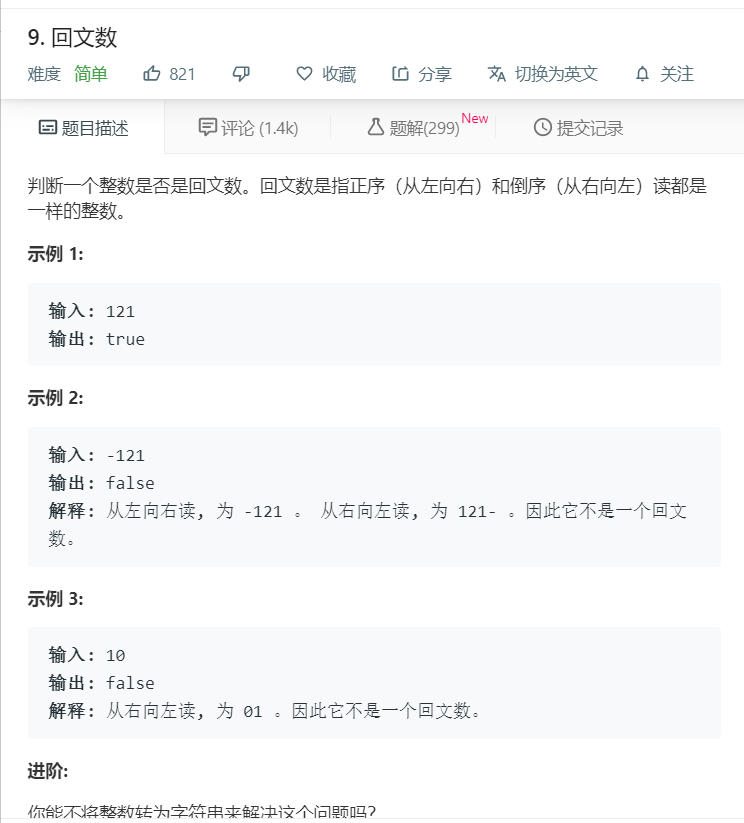 9. 回文数
难度 简单 821 收藏 分享 切换为英文 关注
题目描述 评论 (1.4k) 题解(299) New 提交记录
判断一个整数是否是回文数。回文数是指正序（从左向右）和倒序（从右向左）读都是
一样的整数。
示例 1:
输入: 121
输出: true
示例 2:
输入: -121
输出: false
解释: 从左向右读, 为 -121 。 从右向左读, 为 121- 。因此它不是一个回文
数。
示例 3:
输入: 10
输出: false
解释: 从右向左读, 为 01 。因此它不是一个回文数。
进阶:
你能不将整数转为字符串来解决这个问题吗?